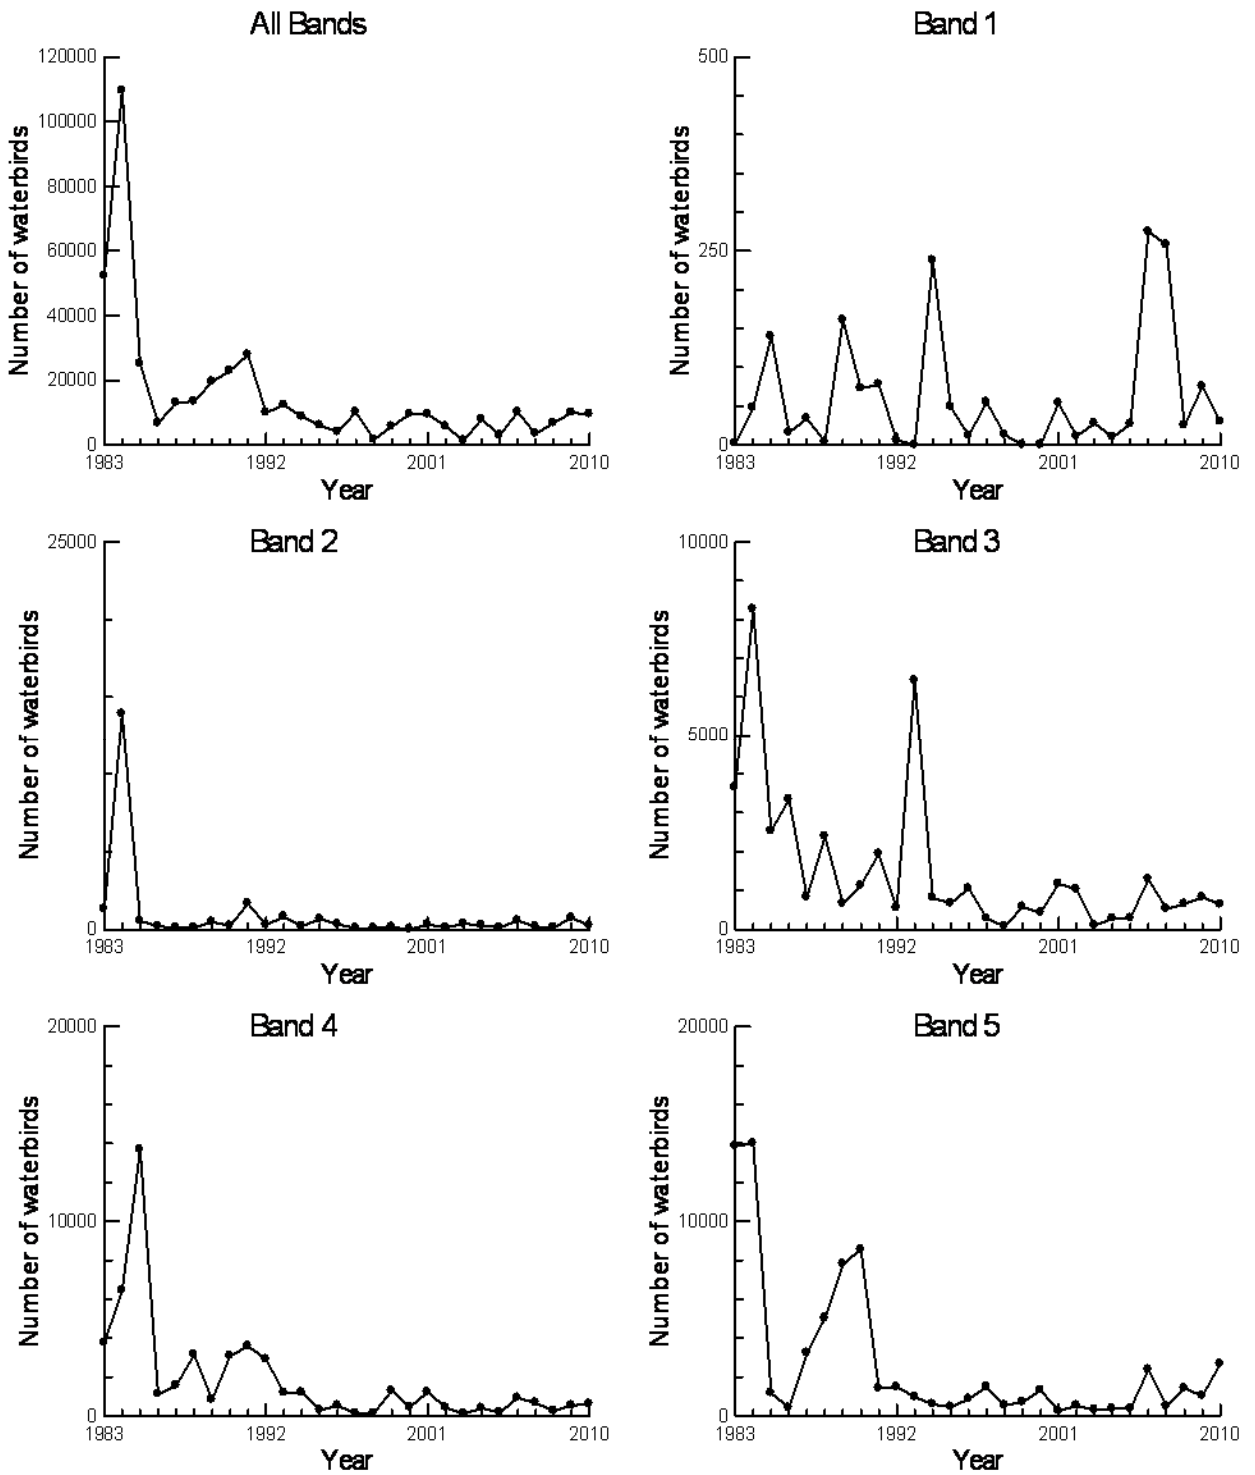 All Bands
120000
100000
80000
60000
40000
20000
0
Number of waterbirds
1983 1992 2001 2010
Year
Band 1
500
250
0
Number of waterbirds
1983 1992 2001 2010
Year
Band 2
25000
0
Number of waterbirds
1983 1992 2001 2010
Year
Band 3
10000
5000
0
Number of waterbirds
1983 1992 2001 2010
Year
Band 4
20000
10000
0
Number of waterbirds
1983 1992 2001 2010
Year
Band 5
20000
10000
0
Number of waterbirds
1983 1992 2001 2010
Year